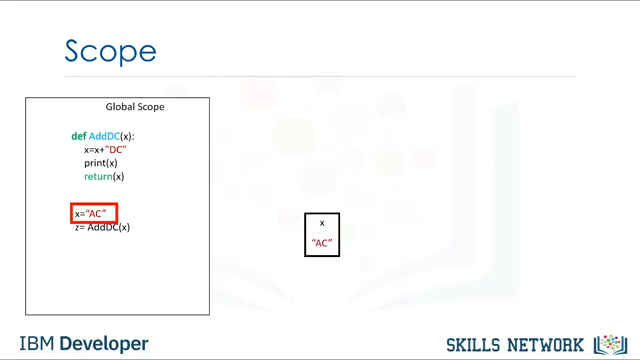 Scope
Global Scope
def AddDC(x):
x=x+"DC"
print(x)
return(x)
x=“AC”
z= AddDC(x)
x
“AC”
IBM Developer
SKILLS NETWORK